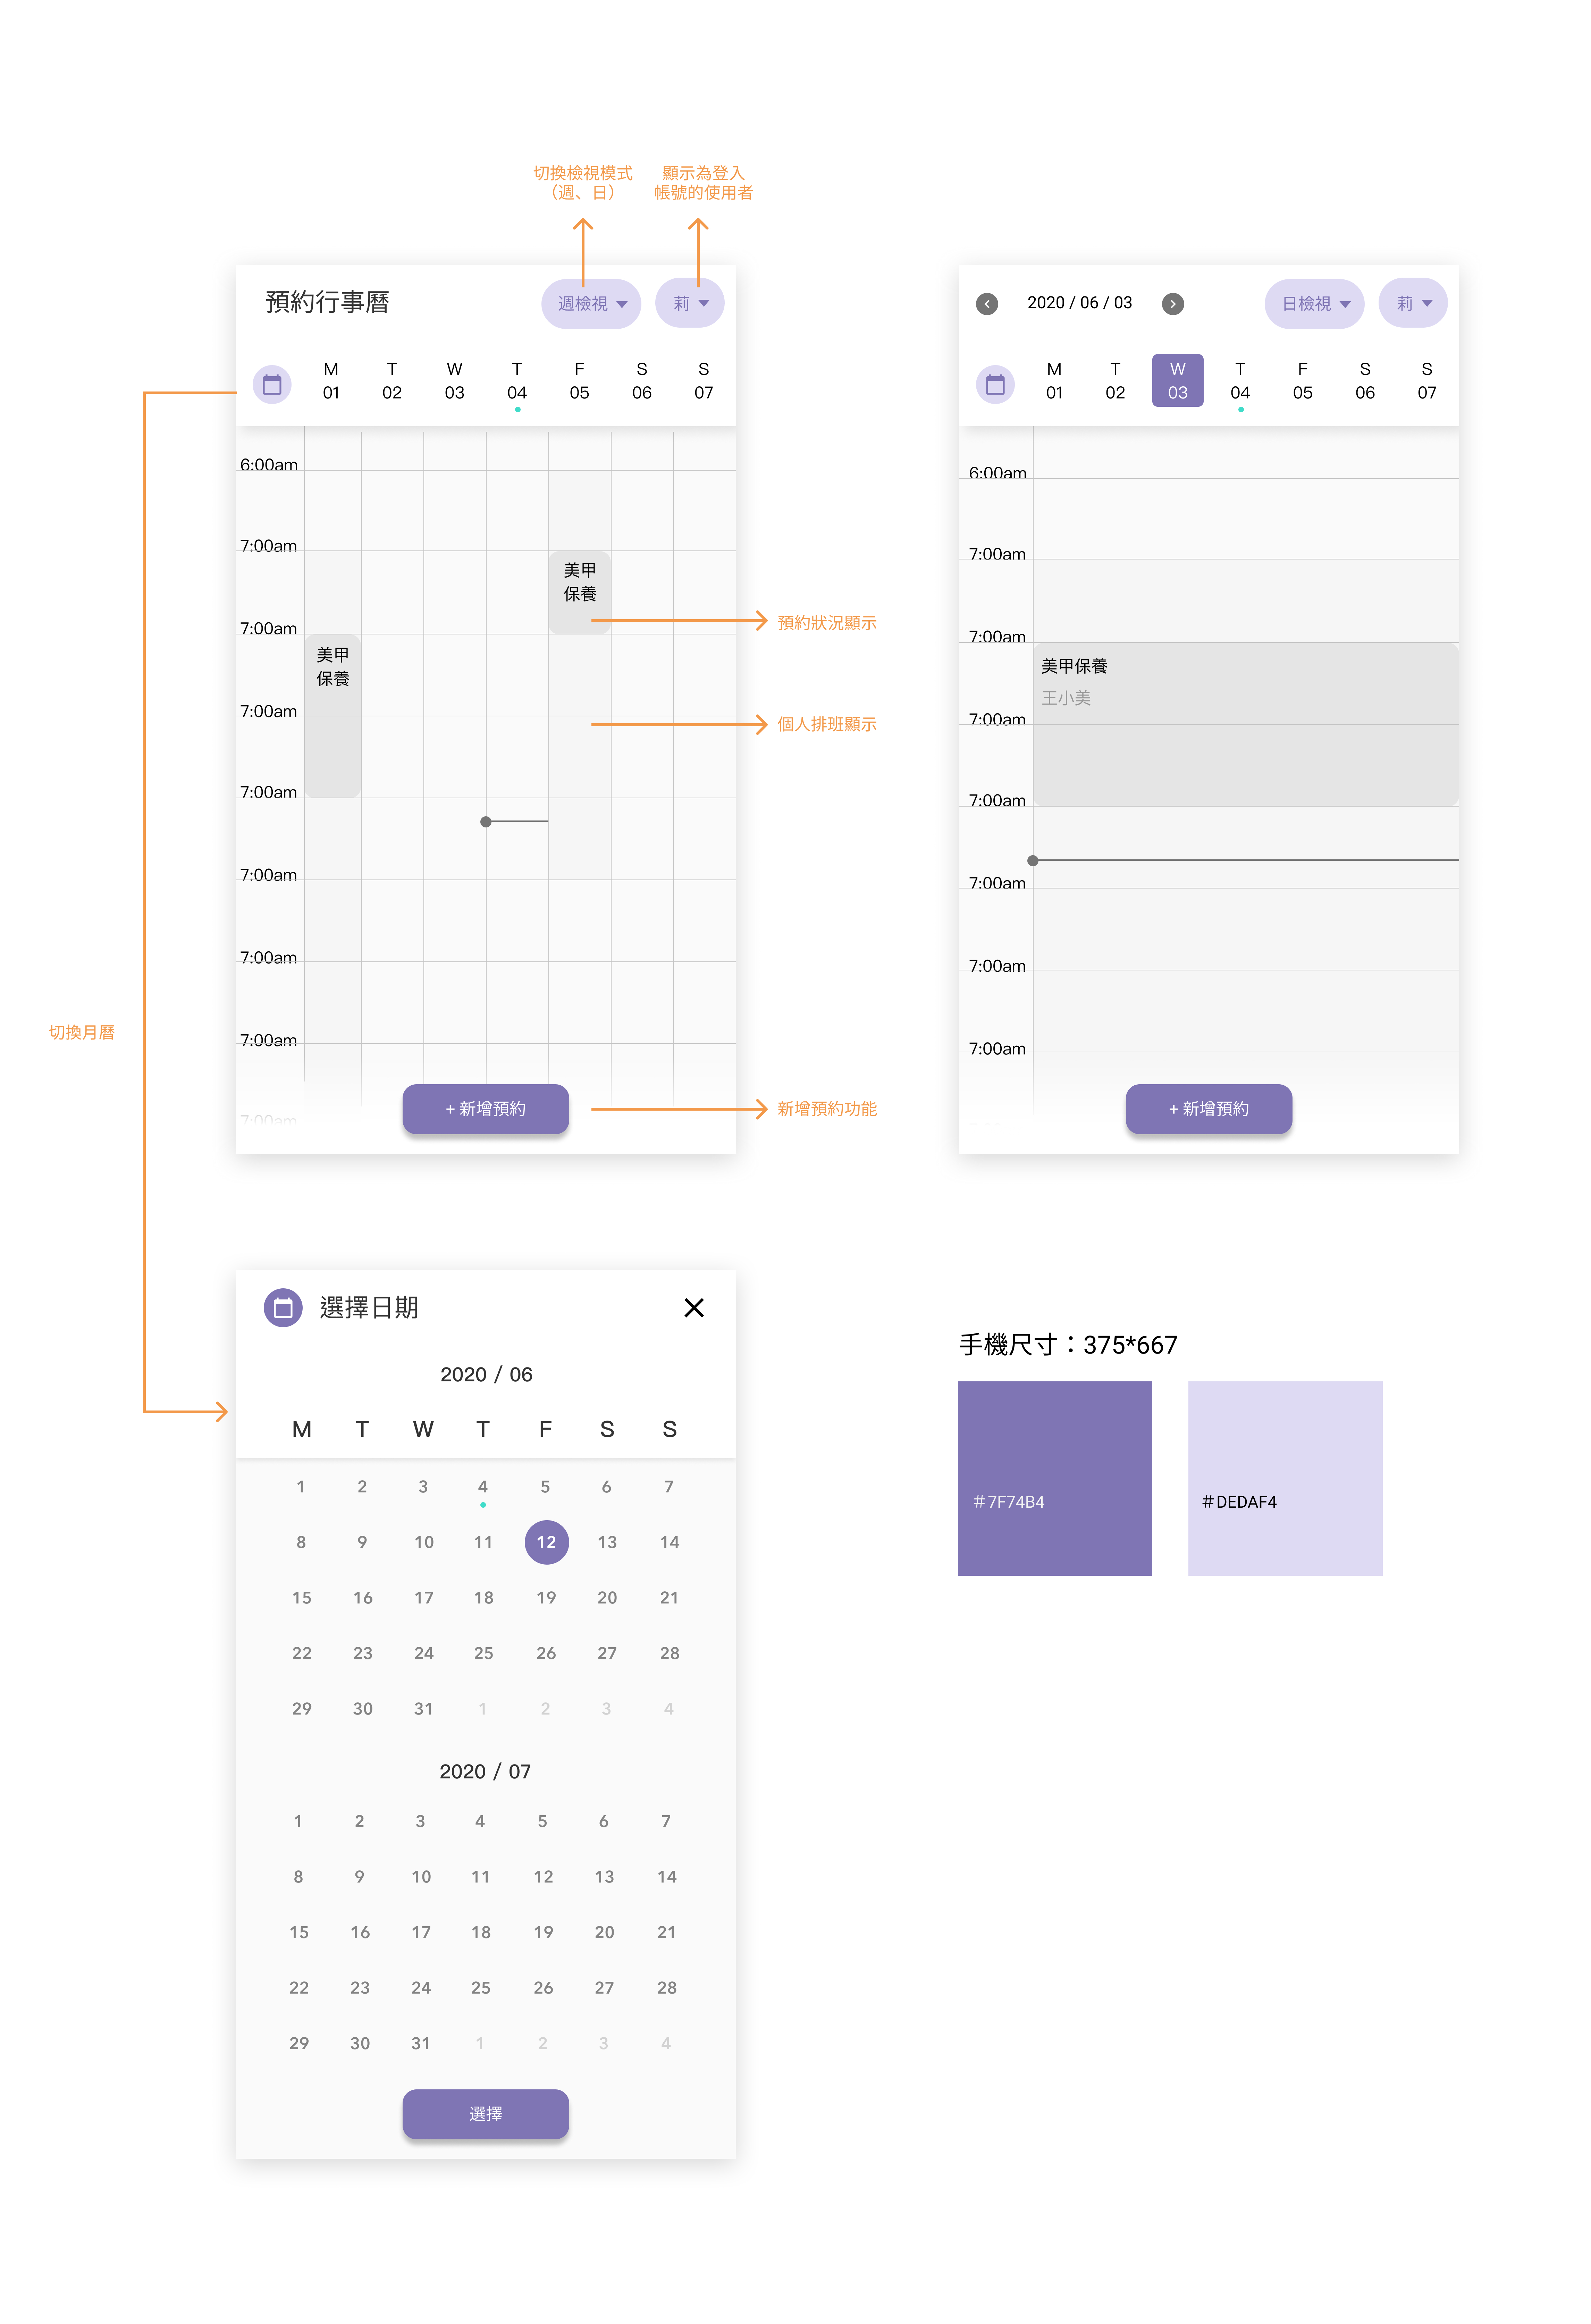 切換檢視模式
（週、日）
顯示為登入
帳號的使用者
預約行事曆
週檢視
莉
M T W T F S S
01 02 03 04 05 06 07
6:00am
7:00am
美甲
保養
7:00am
美甲
保養
7:00am
7:00am
7:00am
7:00am
7:00am
7:00am
+ 新增預約
預約狀況顯示
個人排班顯示
新增預約功能
切換月曆
2020 / 06 / 03
日檢視
莉
M T W T F S S
01 02 03 04 05 06 07
6:00am
7:00am
7:00am
美甲保養
王小美
7:00am
7:00am
7:00am
7:00am
7:00am
+ 新增預約
選擇日期
2020 / 06
M T W T F S S
1 2 3 4 5 6 7
8 9 10 11 12 13 14
15 16 17 18 19 20 21
22 23 24 25 26 27 28
29 30 31 1 2 3 4
2020 / 07
1 2 3 4 5 6 7
8 9 10 11 12 13 14
15 16 17 18 19 20 21
22 23 24 25 26 27 28
29 30 31 1 2 3 4
選擇
手機尺寸：375*667
#7F74B4
#DEDAF4